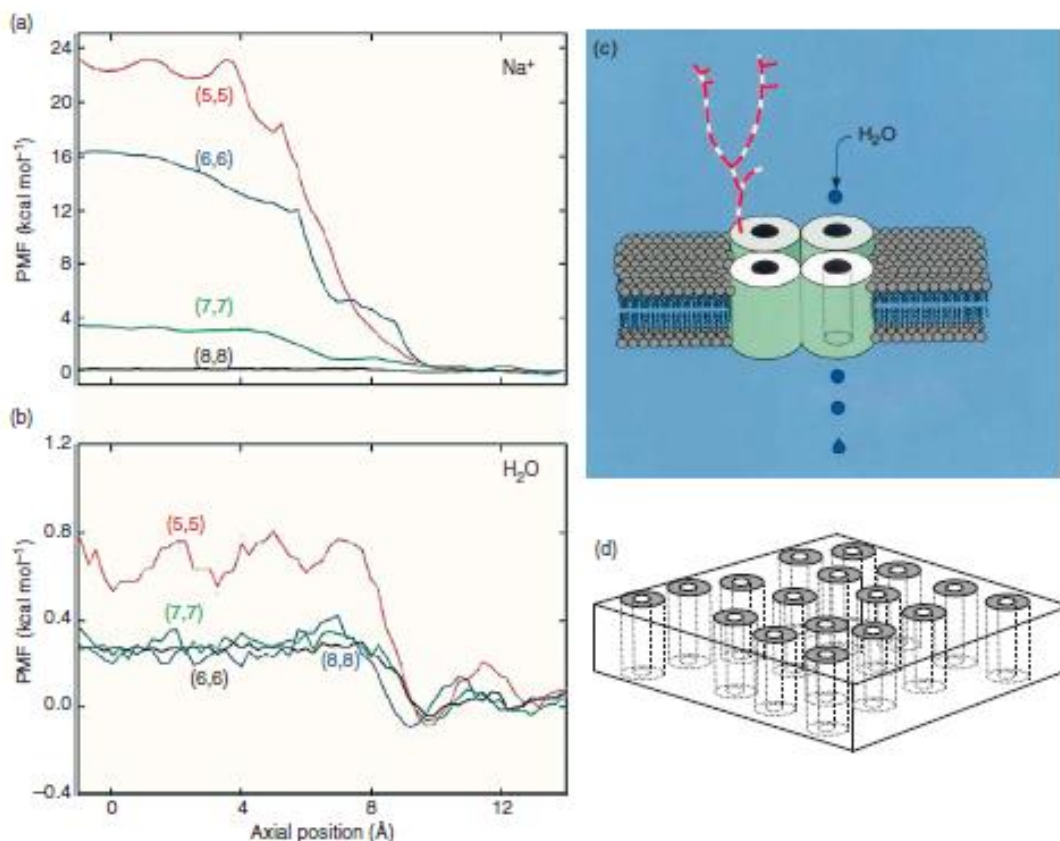 (a)
24
20
16
12
8
4
0
PMF (kcal mol⁻¹)
Na⁺
(5,5)
(6,6)
(7,7)
(8,8)
(b)
1.2
0.8
0.4
0.0
−0.4
PMF (kcal mol⁻¹)
H₂O
(5,5)
(7,7)
(8,8)
(6,6)
0 4 8 12
Axial position (Å)
(c)
H₂O
(d)